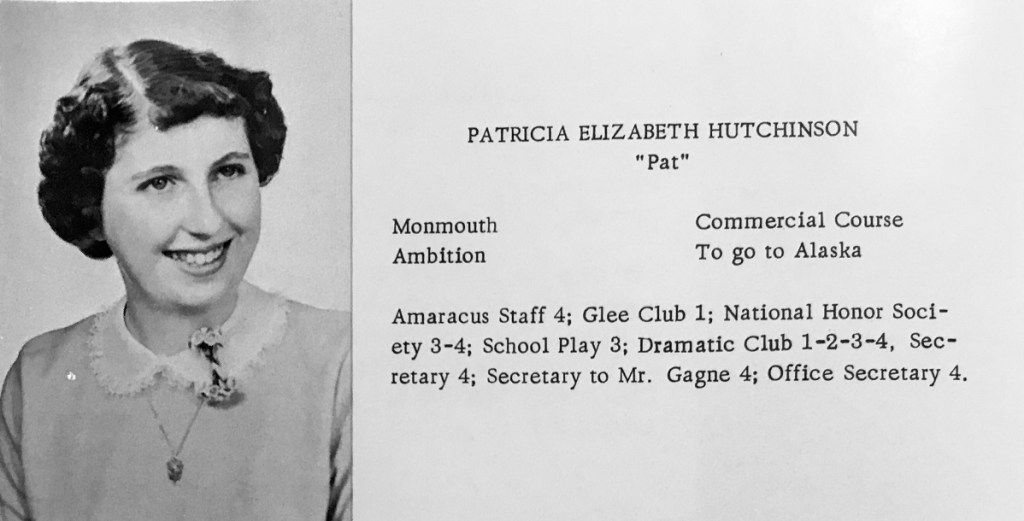 PATRICIA ELIZABETH HUTCHINSON
"Pat"
Monmouth Commercial Course
Ambition To go to Alaska
Amaracus Staff 4; Glee Club 1; National Honor Soci-
ety 3-4; School Play 3; Dramatic Club 1-2-3-4, Sec-
retary 4; Secretary to Mr. Gagne 4; Office Secretary 4.